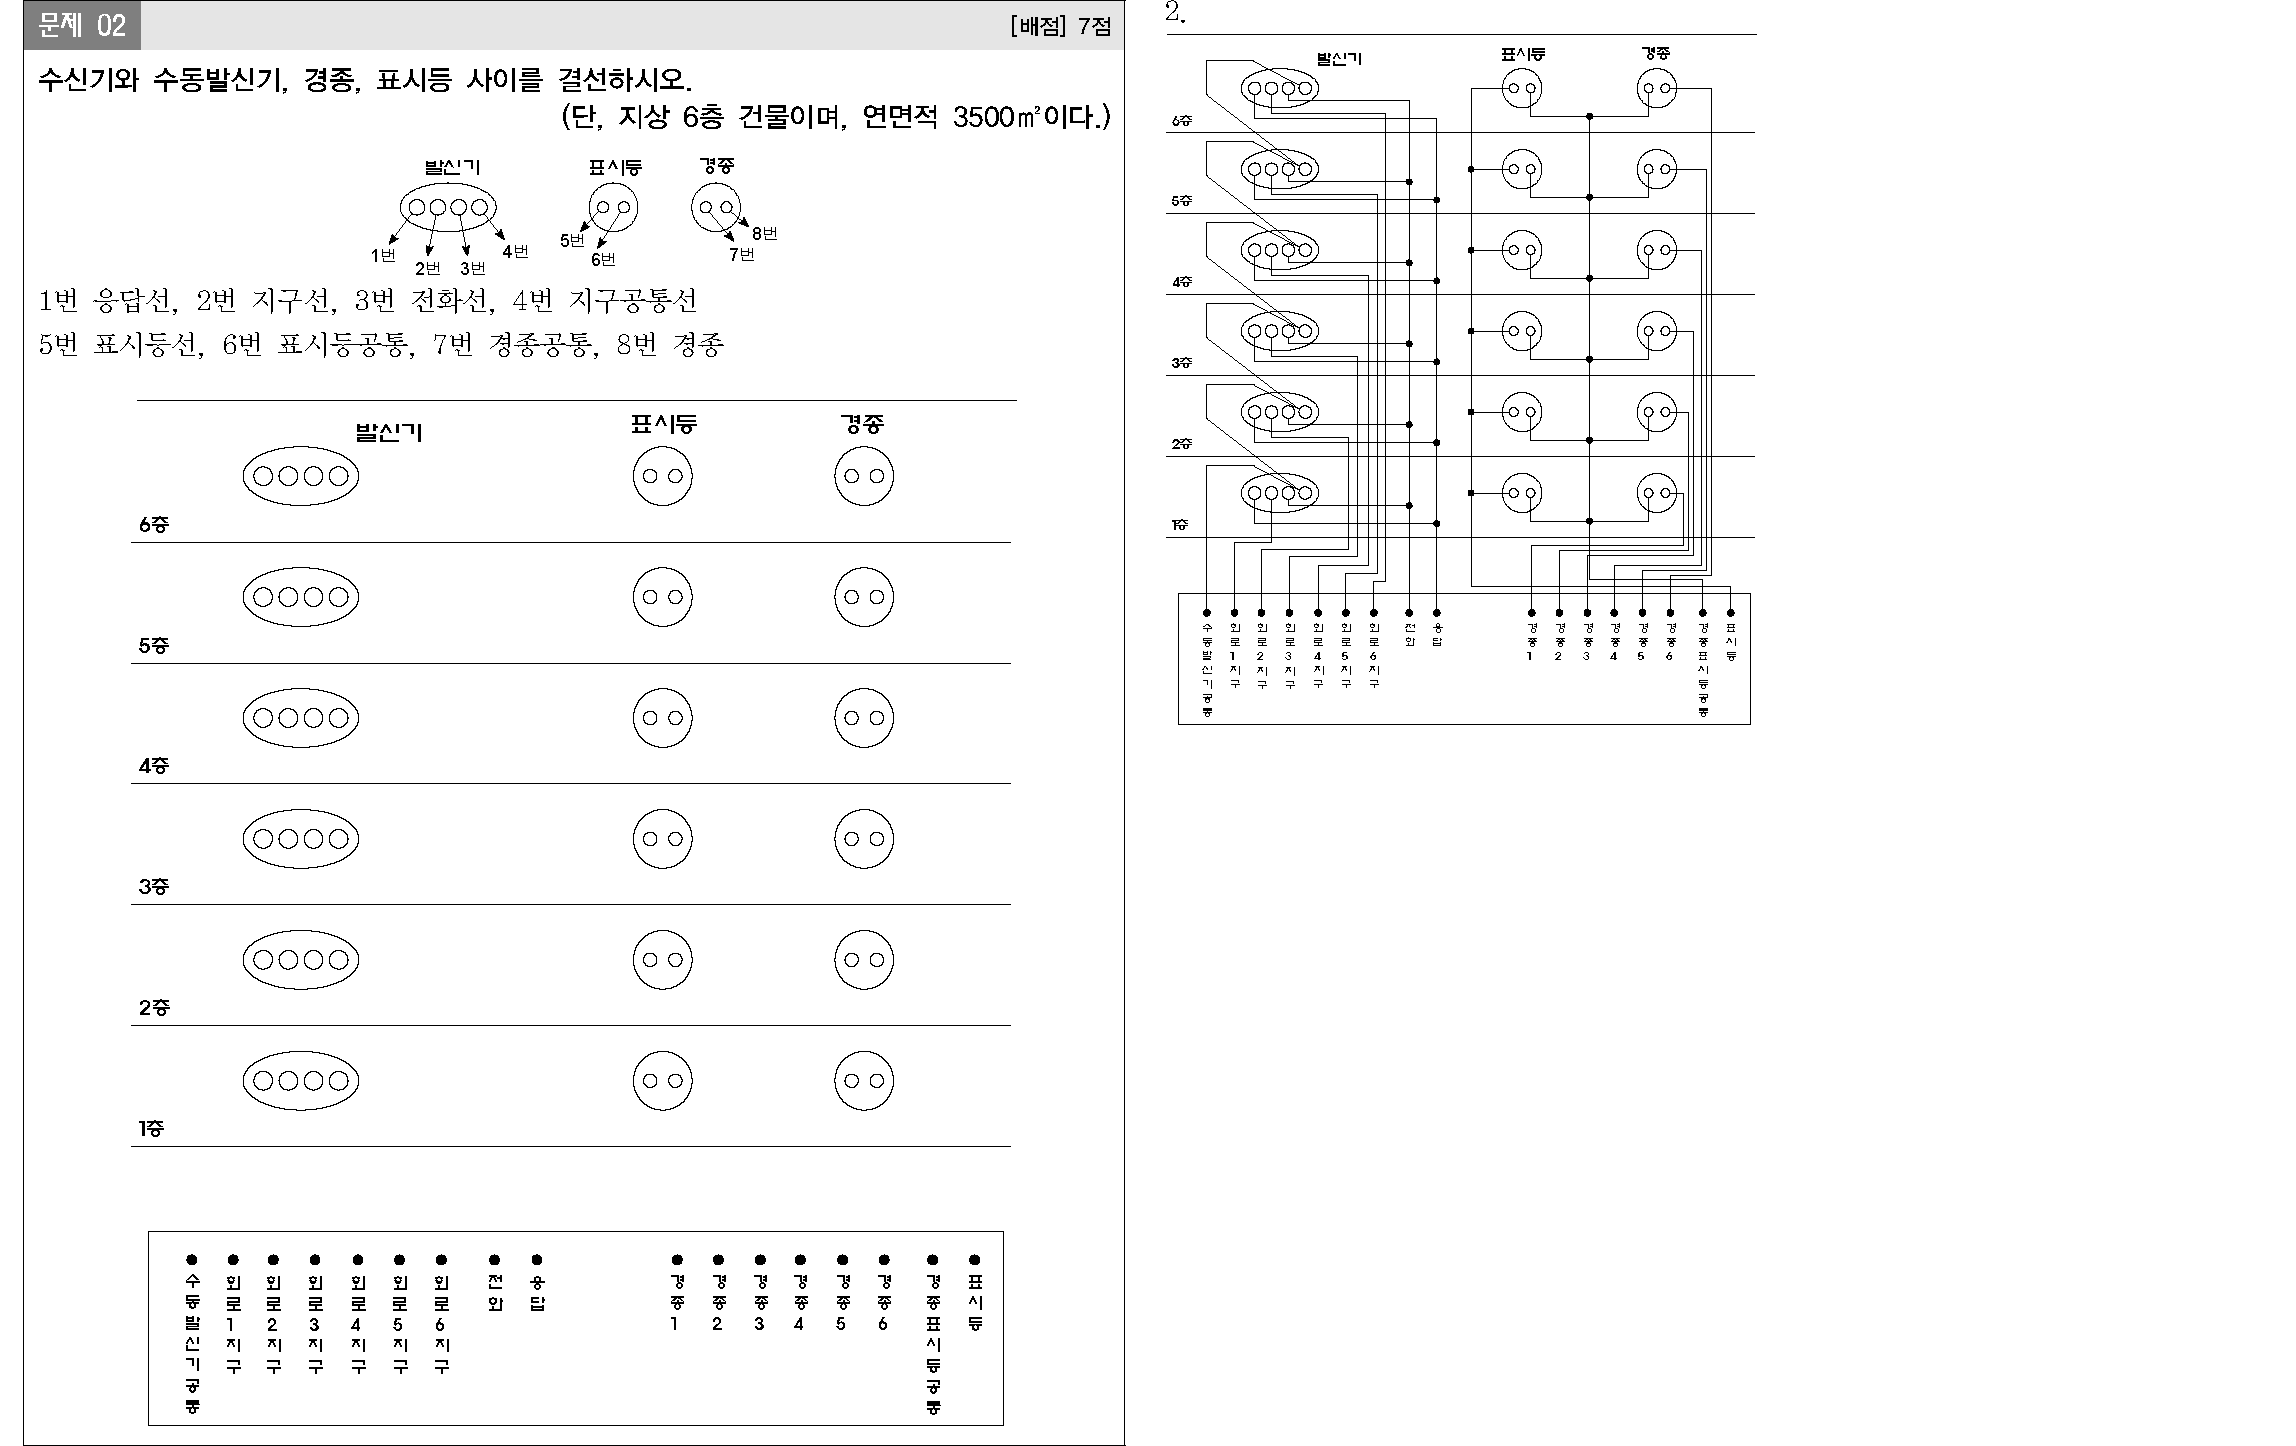 문제 02
[배점] 7점
수신기와 수동발신기, 경종, 표시등 사이를 결선하시오.
(단, 지상 6층 건물이며, 연면적 3500㎡이다.)
발신기 표시등 경종
1번 2번 3번 4번 5번 6번 7번 8번
1번 응답선, 2번 지구선, 3번 전화선, 4번 지구공통선
5번 표시등선, 6번 표시등공통, 7번 경종공통, 8번 경종
발신기 표시등 경종
6층
5층
4층
3층
2층
1층
수동발신기공통 회로1지구 회로2지구 회로3지구 회로4지구 회로5지구 회로6지구 전화 응답 경종1 경종2 경종3 경종4 경종5 경종6 경종표시등공통 표시등
2.
발신기 표시등 경종
6층
5층
4층
3층
2층
1층
수동발신기공통 회로1지구 회로2지구 회로3지구 회로4지구 회로5지구 회로6지구 전화 응답 경종1 경종2 경종3 경종4 경종5 경종6 경종표시등공통 표시등